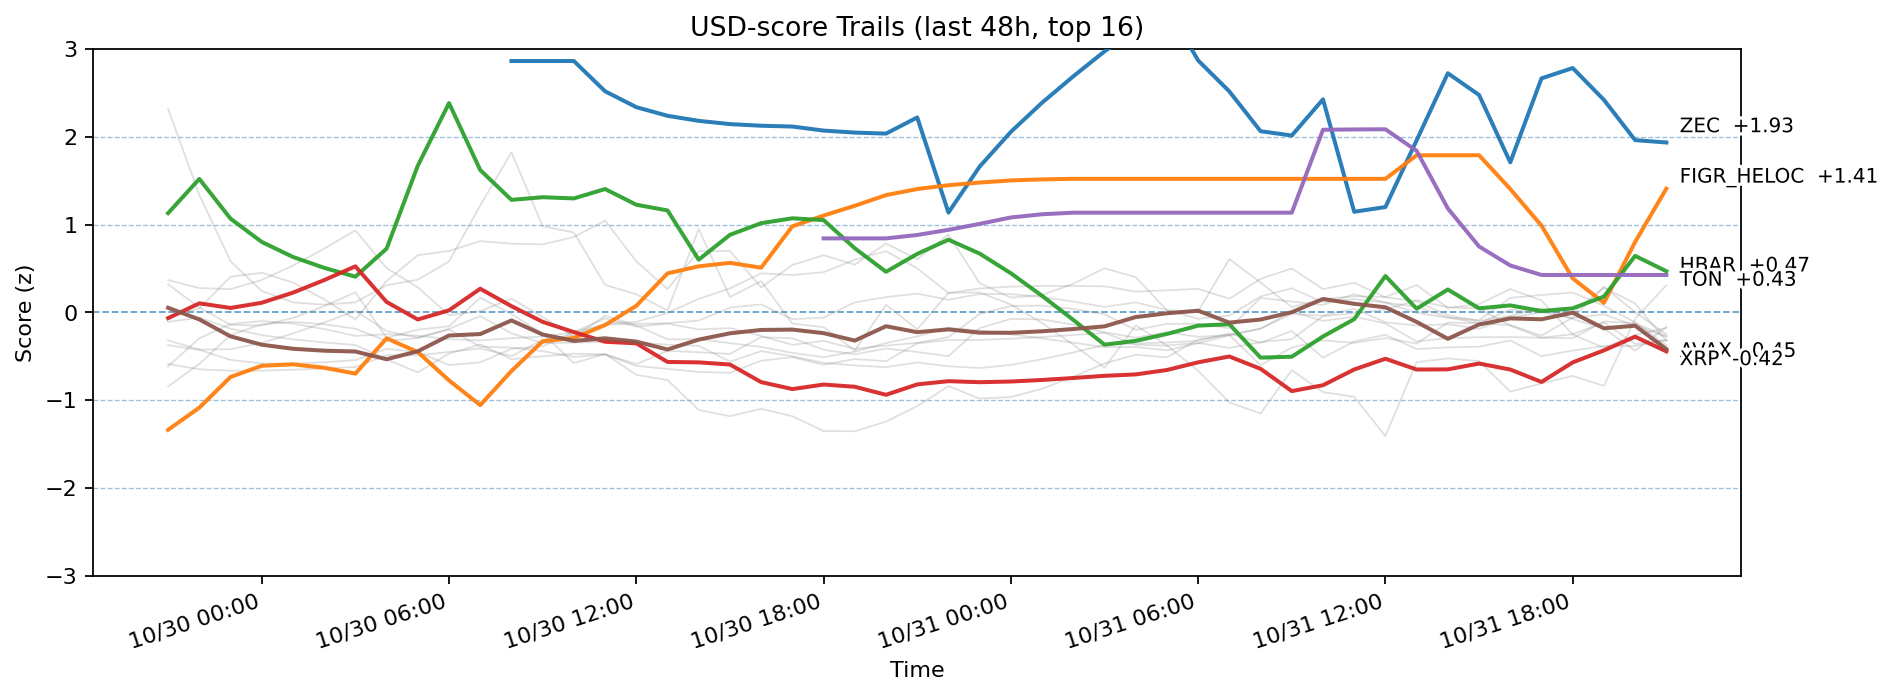 USD-score Trails (last 48h, top 16)
Score (z)
3
2
1
0
−1
−2
−3
ZEC +1.93
FIGR_HELOC +1.41
HBAR +0.47
TON +0.43
XRP -0.42
10/30 00:00
10/30 06:00
10/30 12:00
10/30 18:00
10/31 00:00
10/31 06:00
10/31 12:00
10/31 18:00
Time